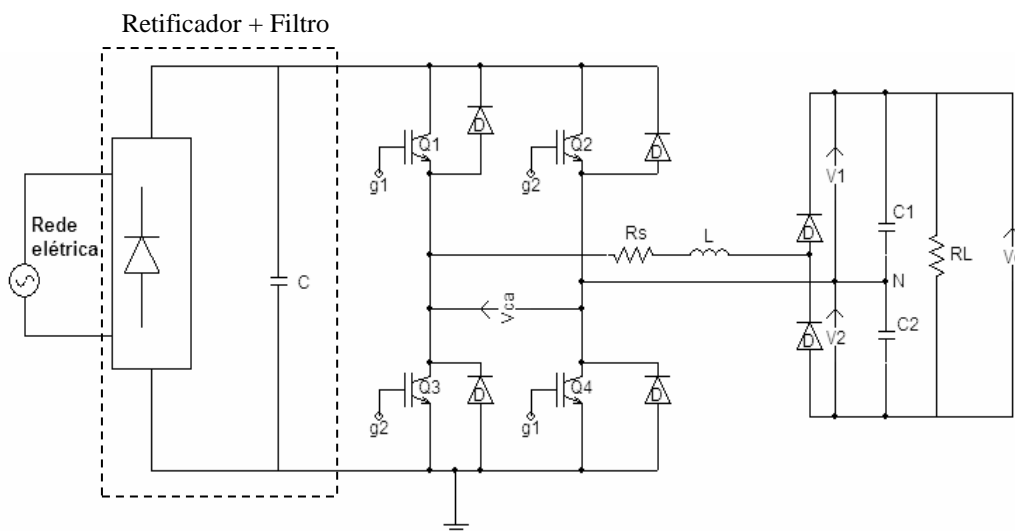 Retificador + Filtro
Rede
elétrica
C
Q1
g1
D
Q2
g2
D
Rs
L
Vca
Q3
g2
D
Q4
g1
D
D
D
V1
V2
C1
N
C2
RL